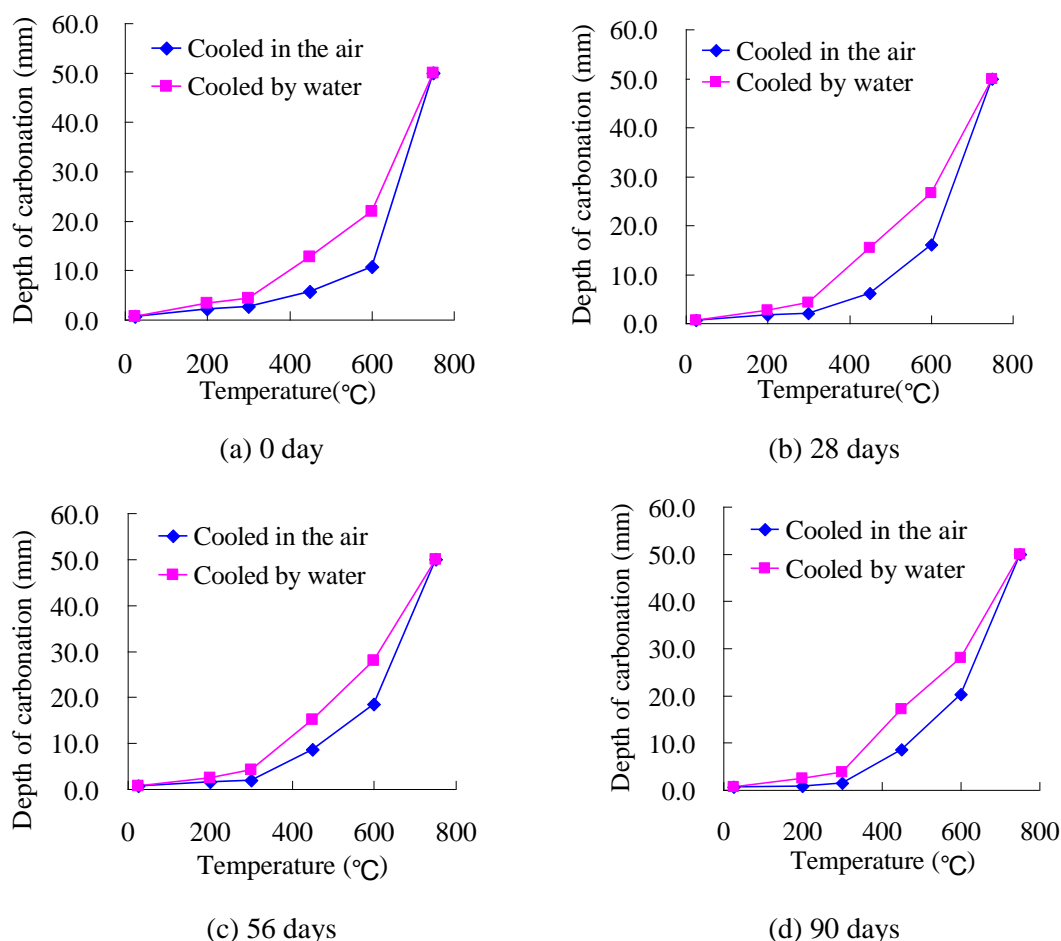 60.0
50.0
40.0
30.0
20.0
10.0
0.0
Depth of carbonation (mm)
Cooled in the air
Cooled by water
0 200 400 600 800
Temperature(℃)
(a) 0 day
60.0
50.0
40.0
30.0
20.0
10.0
0.0
Depth of carbonation (mm)
Cooled in the air
Cooled by water
0 200 400 600 800
Temperature(℃)
(b) 28 days
60.0
50.0
40.0
30.0
20.0
10.0
0.0
Depth of carbonation (mm)
Cooled in the air
Cooled by water
0 200 400 600 800
Temperature (℃)
(c) 56 days
60.0
50.0
40.0
30.0
20.0
10.0
0.0
Depth of carbonation (mm)
Cooled in the air
Cooled by water
0 200 400 600 800
Temperature (℃)
(d) 90 days